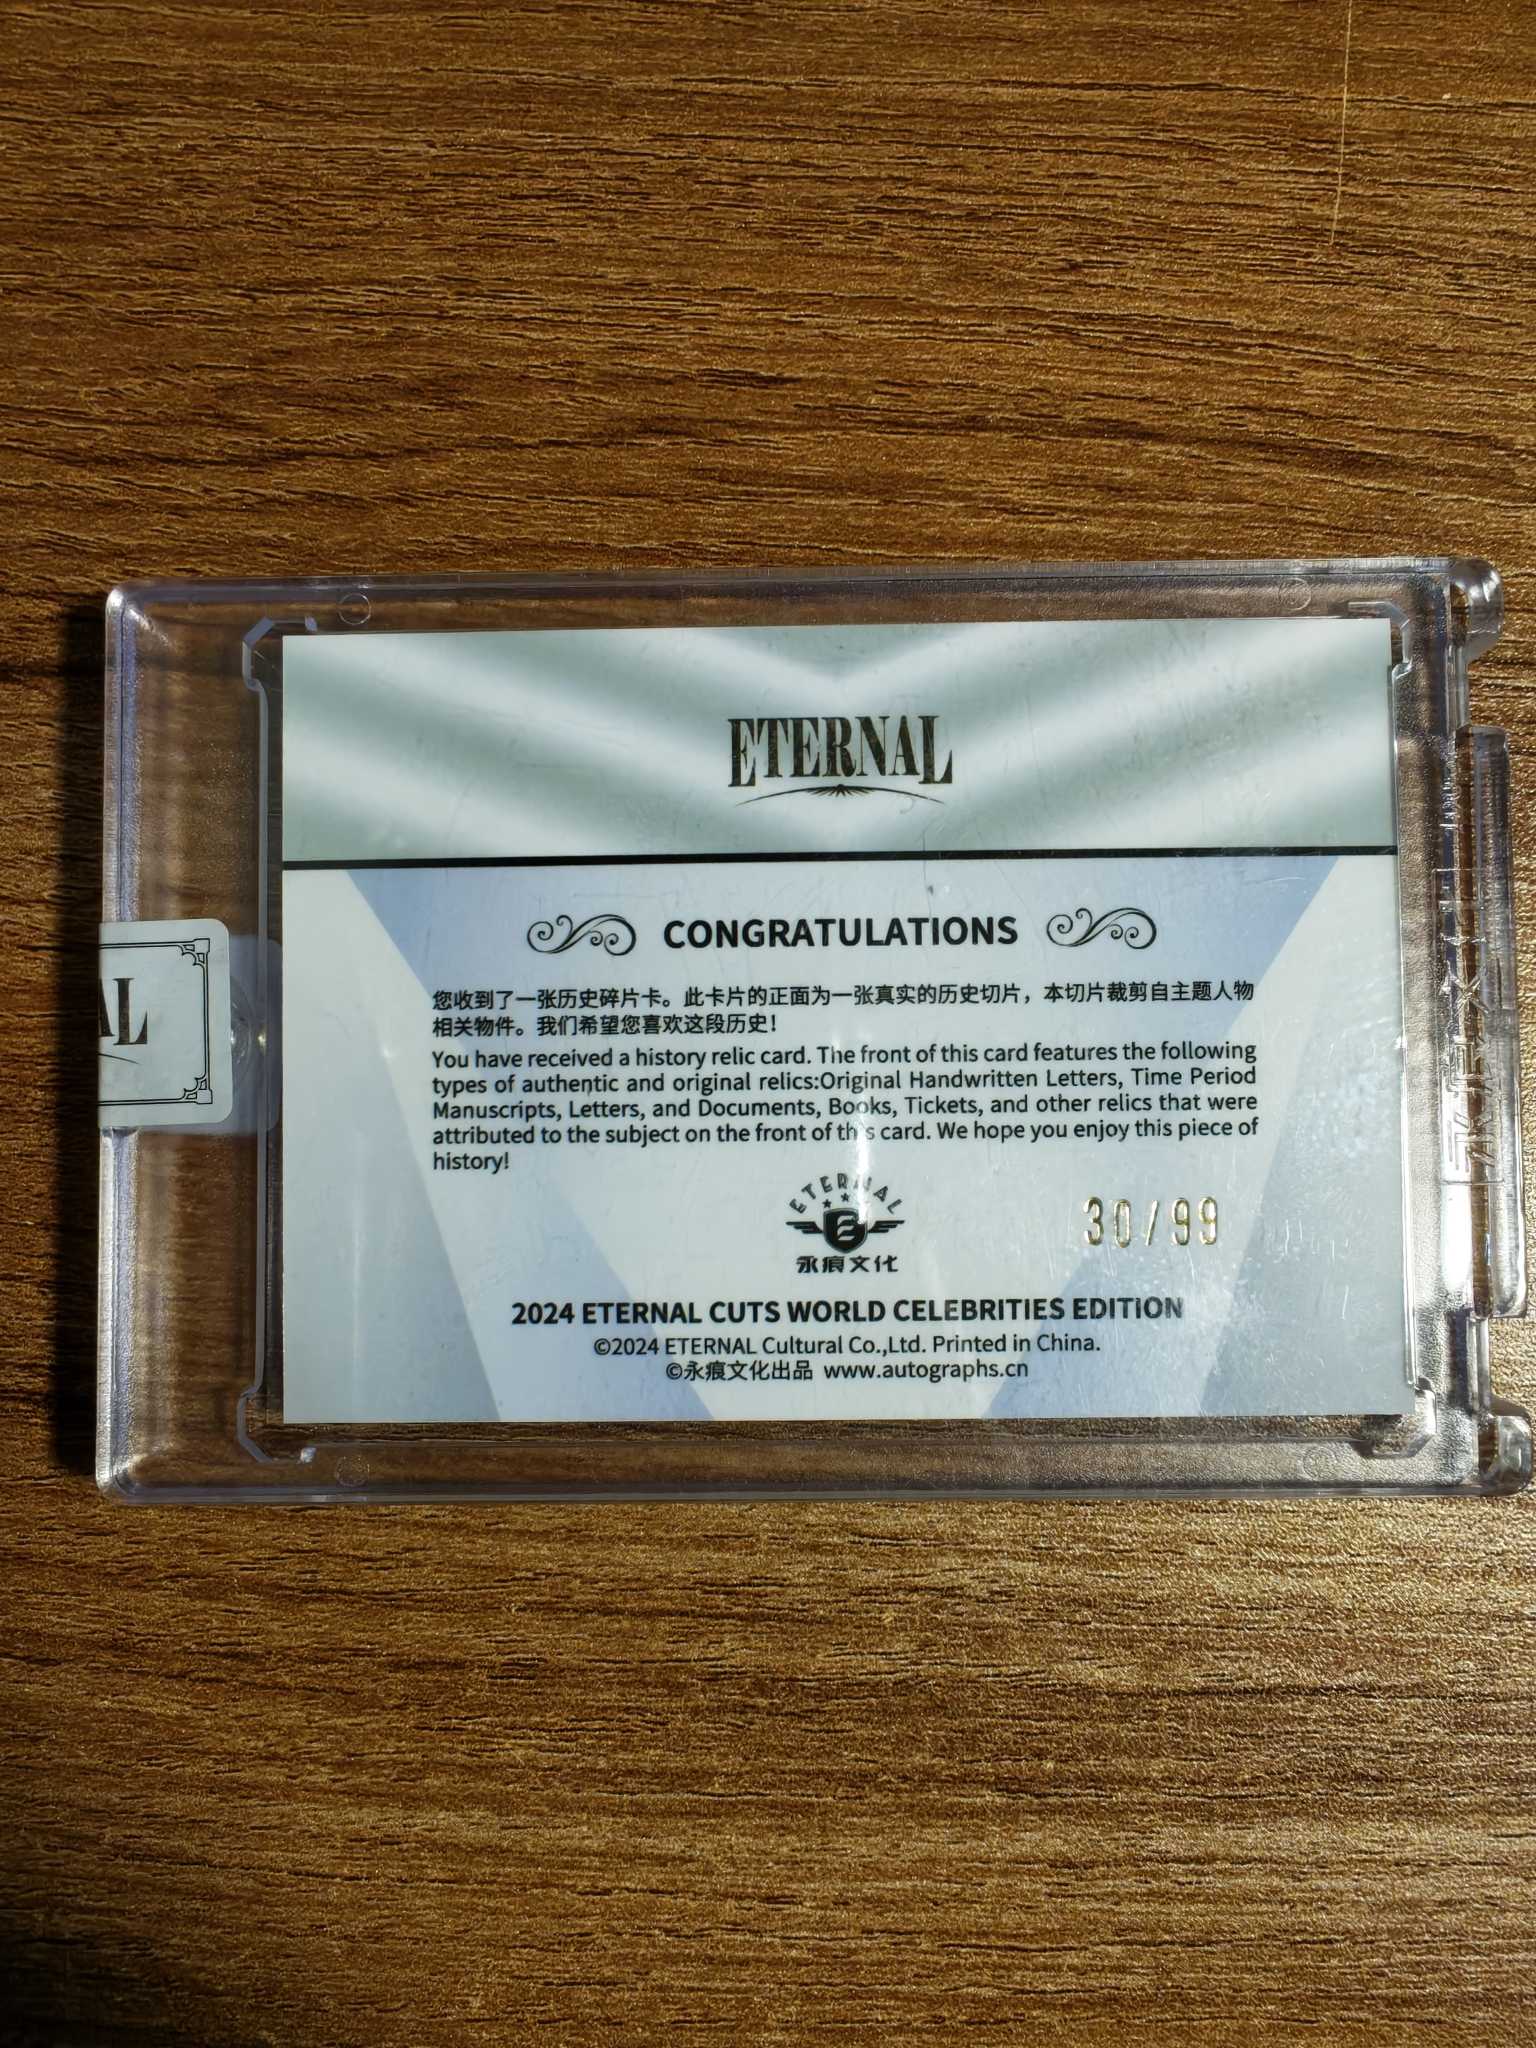 ETERNAL
CONGRATULATIONS
您收到了一张历史碎片卡。此卡片的正面为一张真实的历史切片，本切片裁剪自主题人物
相关物件。我们希望您喜欢这段历史！
You have received a history relic card. The front of this card features the following
types of authentic and original relics:Original Handwritten Letters, Time Period
Manuscripts, Letters, and Documents, Books, Tickets, and other relics that were
attributed to the subject on the front of this card. We hope you enjoy this piece of
history!
ETERNAL
永痕文化
30/99
2024 ETERNAL CUTS WORLD CELEBRITIES EDITION
©2024 ETERNAL Cultural Co.,Ltd. Printed in China.
©永痕文化出品 www.autographs.cn
AL
永痕文化